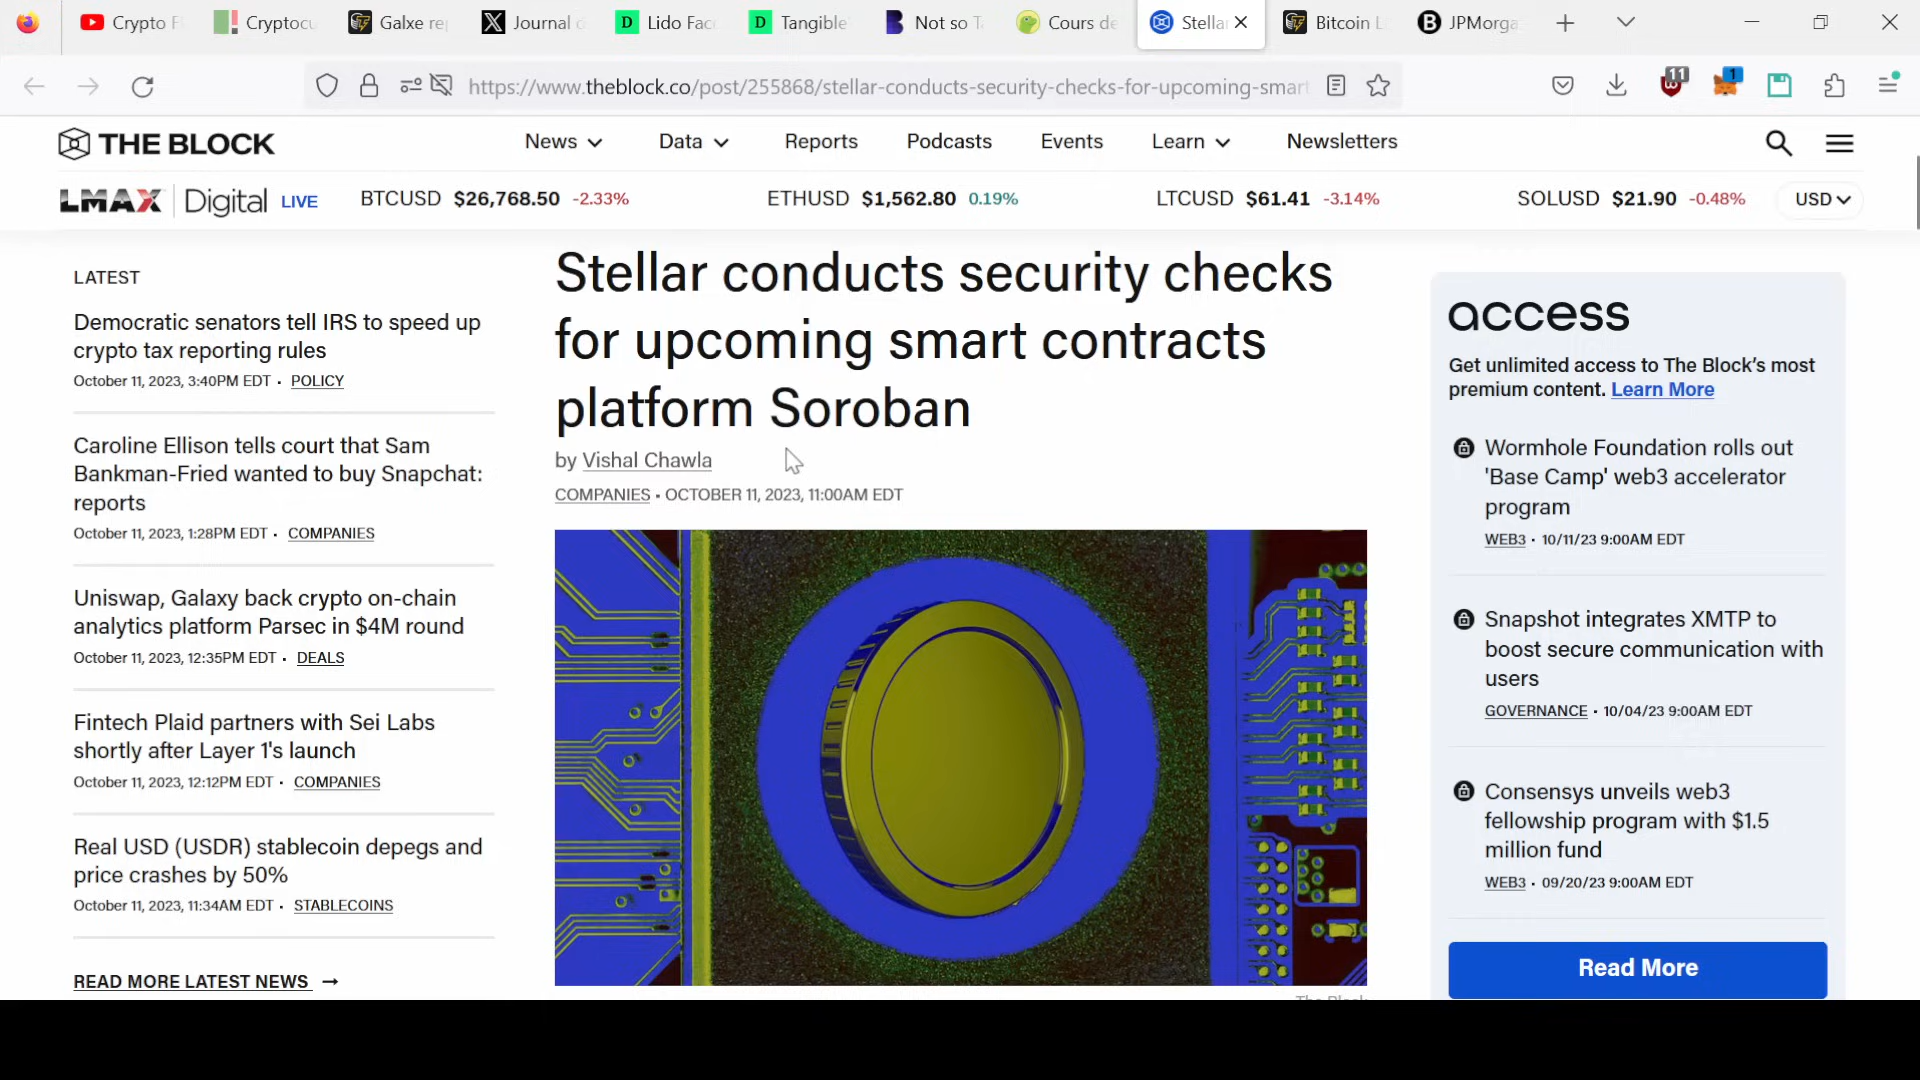 Crypto F
Cryptocu
Galxe re
Journal
Lido Fac
Tangible
Not so T
Cours de
Stellar
Bitcoin L
JPMorga
https://www.theblock.co/post/255868/stellar-conducts-security-checks-for-upcoming-smart
11
1
THE BLOCK
News
Data
Reports
Podcasts
Events
Learn
Newsletters
LMAX Digital LIVE
BTCUSD $26,768.50 -2.33%
ETHUSD $1,562.80 0.19%
LTCUSD $61.41 -3.14%
SOLUSD $21.90 -0.48%
USD
LATEST
Democratic senators tell IRS to speed up
crypto tax reporting rules
October 11, 2023, 3:40PM EDT • POLICY
Caroline Ellison tells court that Sam
Bankman-Fried wanted to buy Snapchat:
reports
October 11, 2023, 1:28PM EDT • COMPANIES
Uniswap, Galaxy back crypto on-chain
analytics platform Parsec in $4M round
October 11, 2023, 12:35PM EDT • DEALS
Fintech Plaid partners with Sei Labs
shortly after Layer 1's launch
October 11, 2023, 12:12PM EDT • COMPANIES
Real USD (USDR) stablecoin depegs and
price crashes by 50%
October 11, 2023, 11:34AM EDT • STABLECOINS
READ MORE LATEST NEWS →
Stellar conducts security checks
for upcoming smart contracts
platform Soroban
by Vishal Chawla
COMPANIES • OCTOBER 11, 2023, 11:00AM EDT
access
Get unlimited access to The Block's most
premium content. Learn More
Wormhole Foundation rolls out
'Base Camp' web3 accelerator
program
WEB3 • 10/11/23 9:00AM EDT
Snapshot integrates XMTP to
boost secure communication with
users
GOVERNANCE • 10/04/23 9:00AM EDT
Consensys unveils web3
fellowship program with $1.5
million fund
WEB3 • 09/20/23 9:00AM EDT
Read More